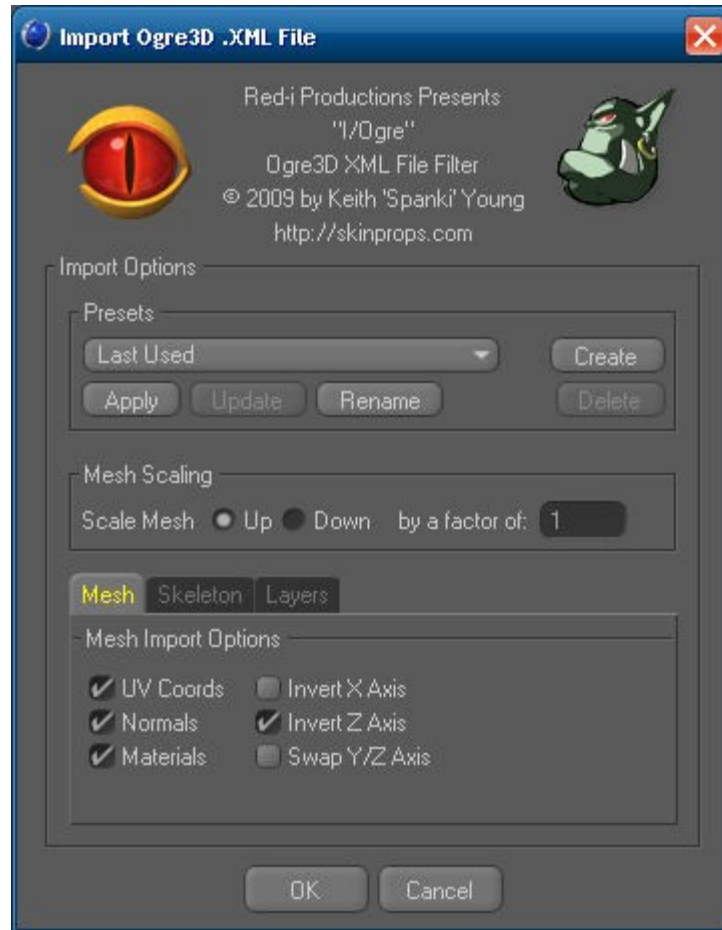 Import Ogre3D .XML File
Red-i Productions Presents
"I/Ogre"
Ogre3D XML File Filter
© 2009 by Keith 'Spanki' Young
http://skinprops.com
Import Options
Presets
Last Used
Create
Apply Update Rename Delete
Mesh Scaling
Scale Mesh Up Down by a factor of: 1
Mesh Skeleton Layers
Mesh Import Options
UV Coords Invert X Axis
Normals Invert Z Axis
Materials Swap Y/Z Axis
OK Cancel